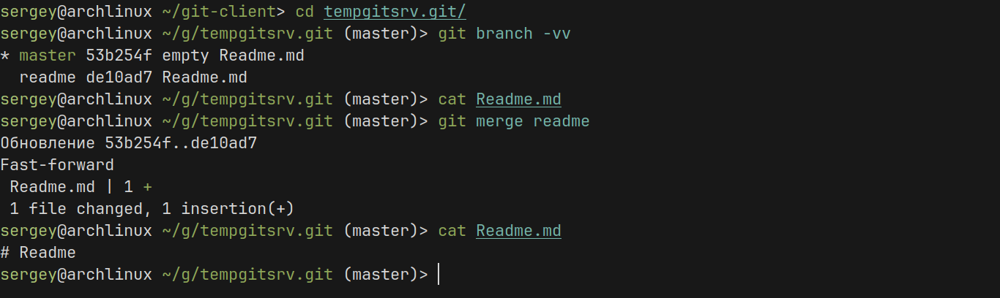 sergey@archlinux ~/git-client> cd tempgitsrv.git/
sergey@archlinux ~/g/tempgitsrv.git (master)> git branch -vv
* master 53b254f empty Readme.md
  readme de10ad7 Readme.md
sergey@archlinux ~/g/tempgitsrv.git (master)> cat Readme.md
sergey@archlinux ~/g/tempgitsrv.git (master)> git merge readme
Обновление 53b254f..de10ad7
Fast-forward
 Readme.md | 1 +
 1 file changed, 1 insertion(+)
sergey@archlinux ~/g/tempgitsrv.git (master)> cat Readme.md
# Readme
sergey@archlinux ~/g/tempgitsrv.git (master)>